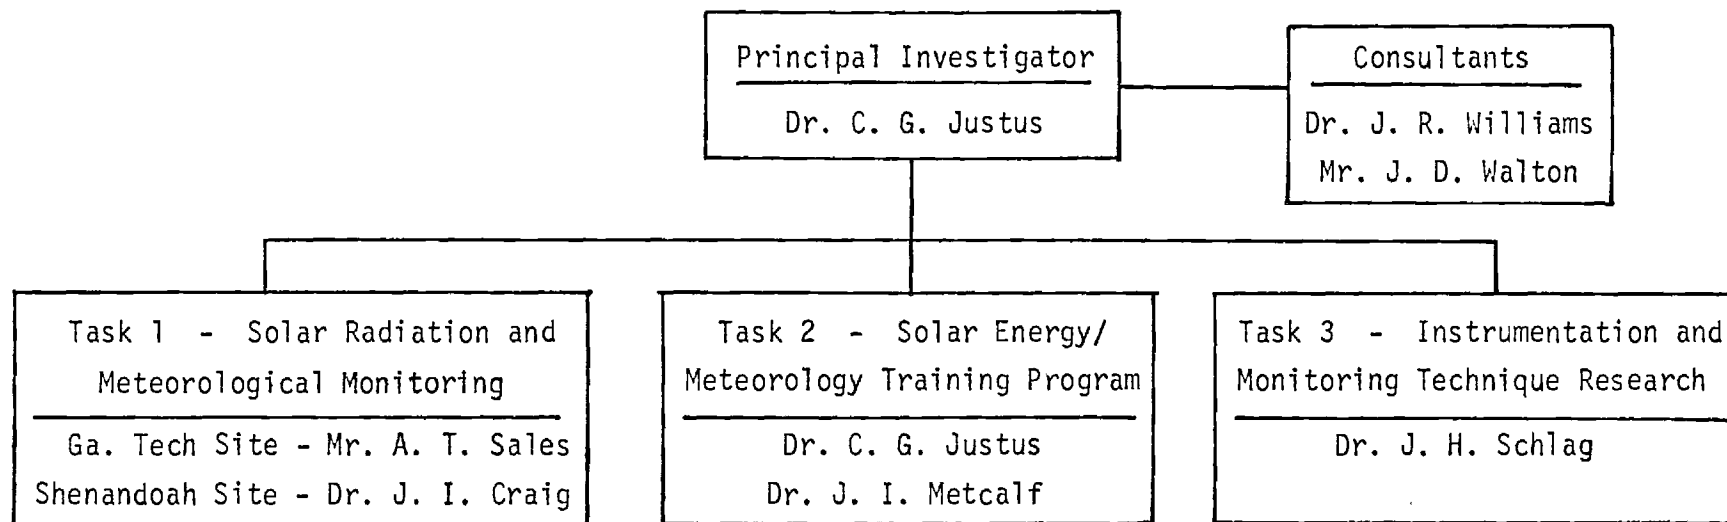 Principal Investigator
Dr. C. G. Justus
Consultants
Dr. J. R. Williams
Mr. J. D. Walton
Task 1 - Solar Radiation and
Meteorological Monitoring
Ga. Tech Site - Mr. A. T. Sales
Shenandoah Site - Dr. J. I. Craig
Task 2 - Solar Energy/
Meteorology Training Program
Dr. C. G. Justus
Dr. J. I. Metcalf
Task 3 - Instrumentation and
Monitoring Technique Research
Dr. J. H. Schlag